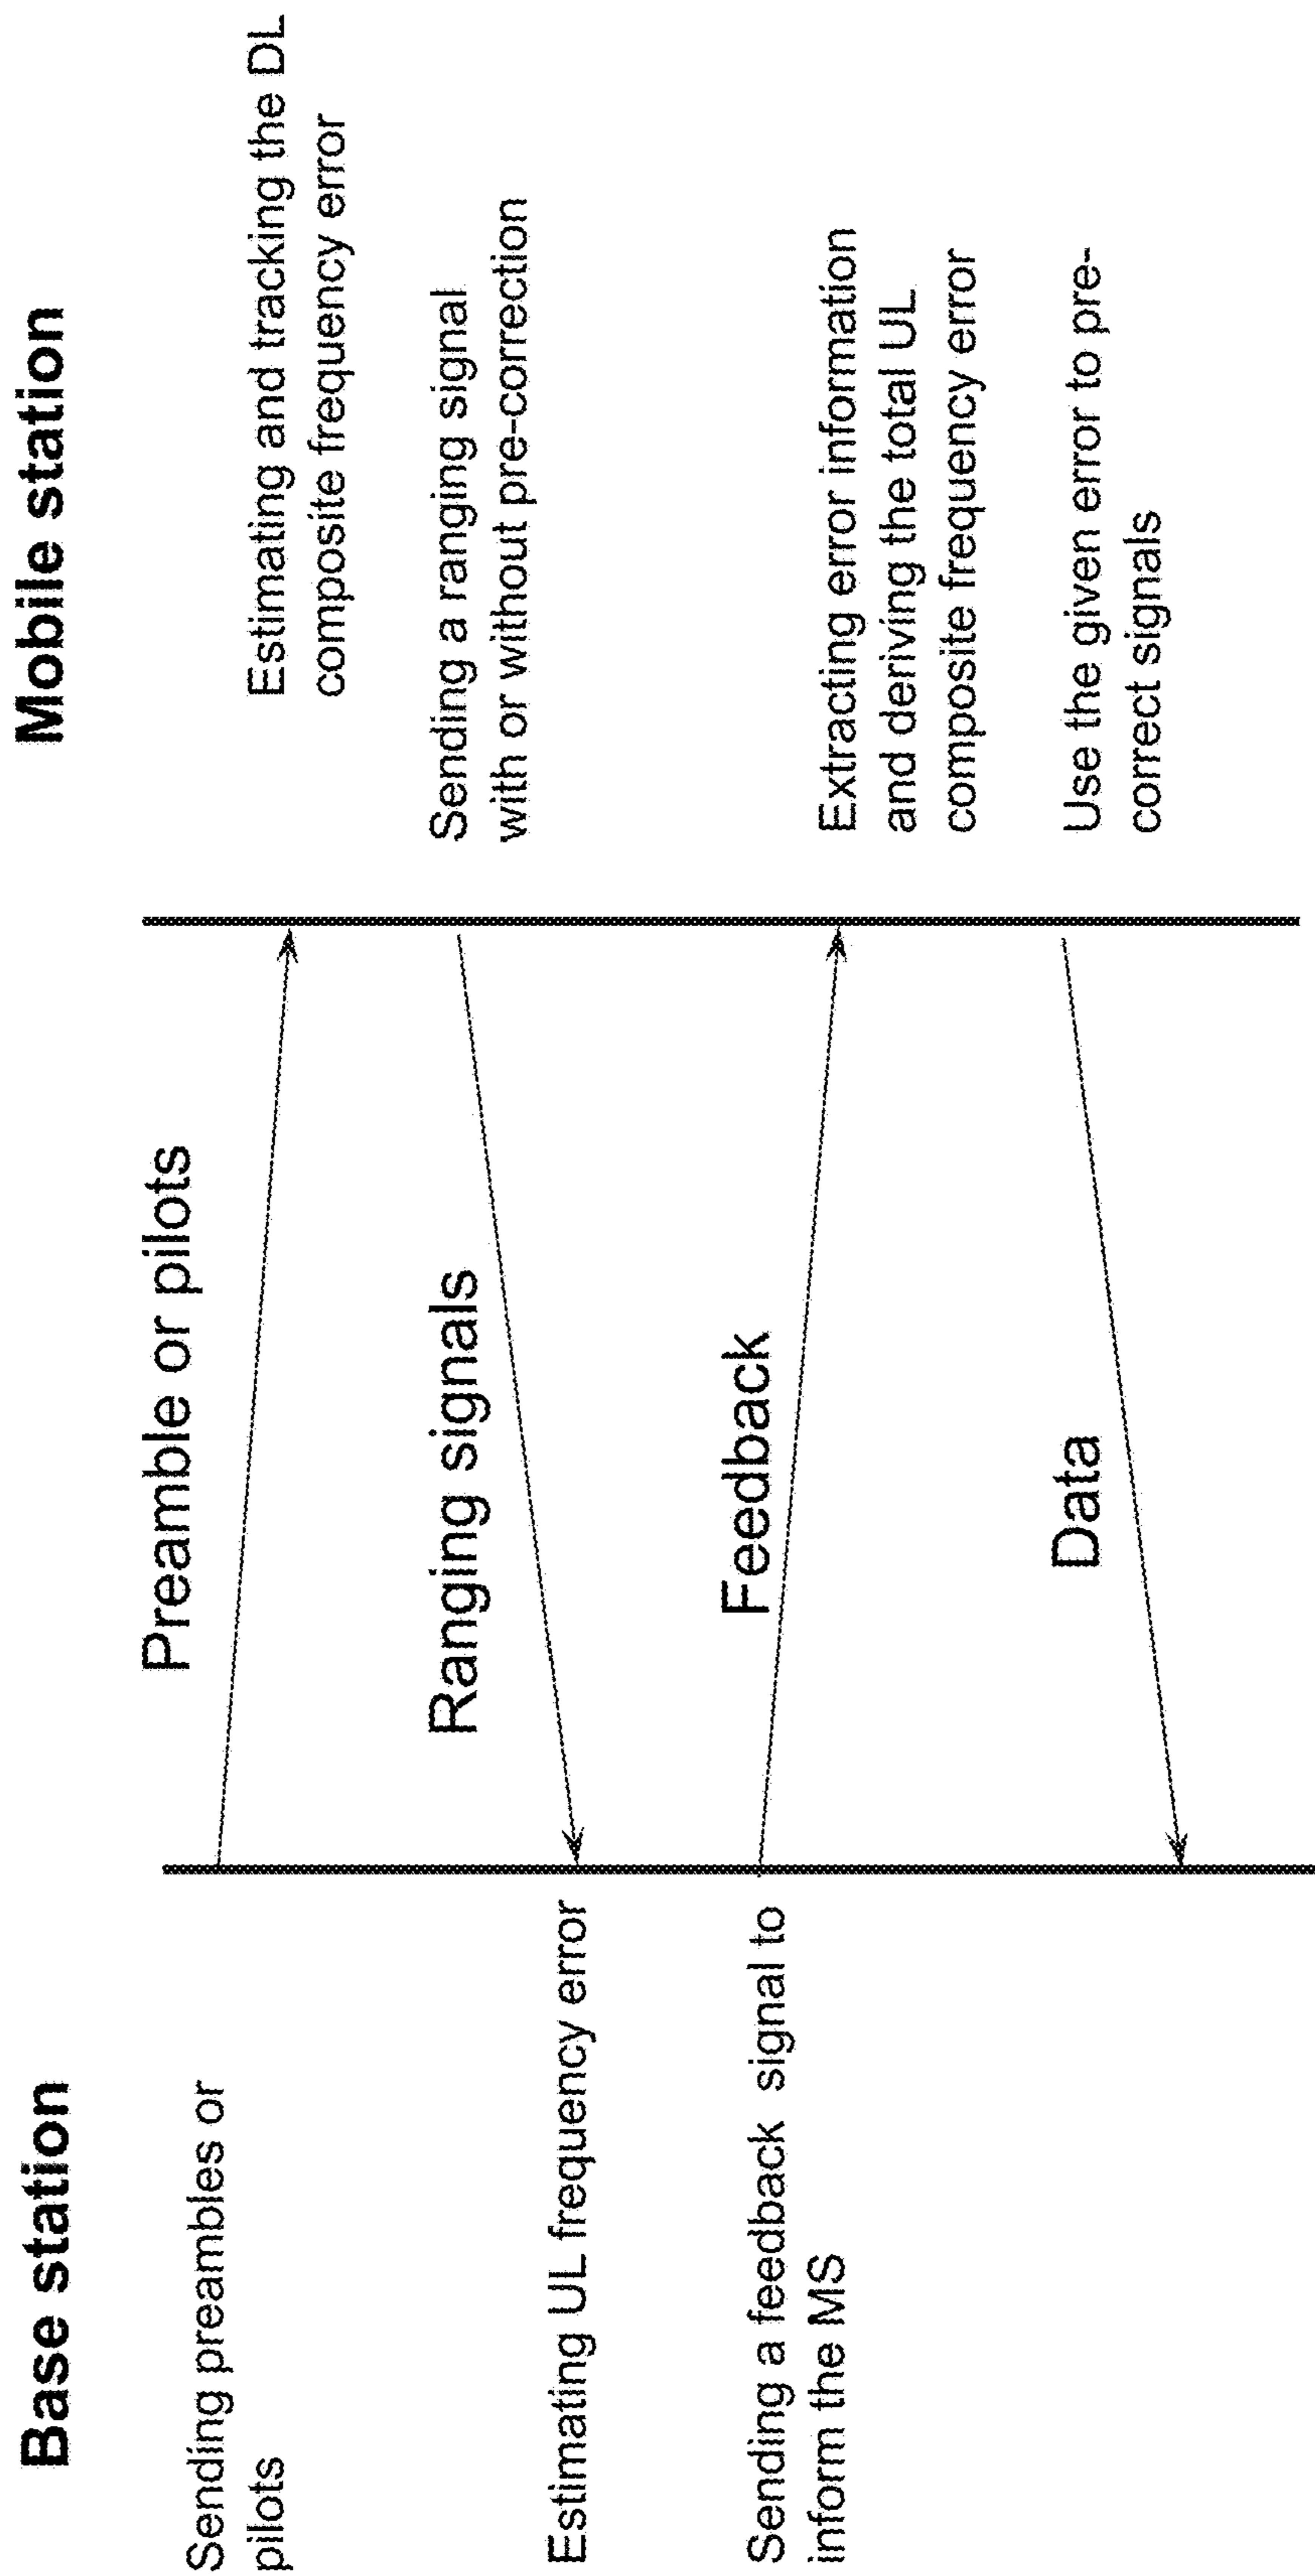 Base station
Mobile station
Sending preambles or
pilots
Preamble or pilots
Estimating and tracking the DL
composite frequency error
Sending a ranging signal
with or without pre-correction
Ranging signals
Estimating UL frequency error
Sending a feedback signal to
inform the MS
Feedback
Extracting error information
and deriving the total UL
composite frequency error
Use the given error to pre-
correct signals
Data